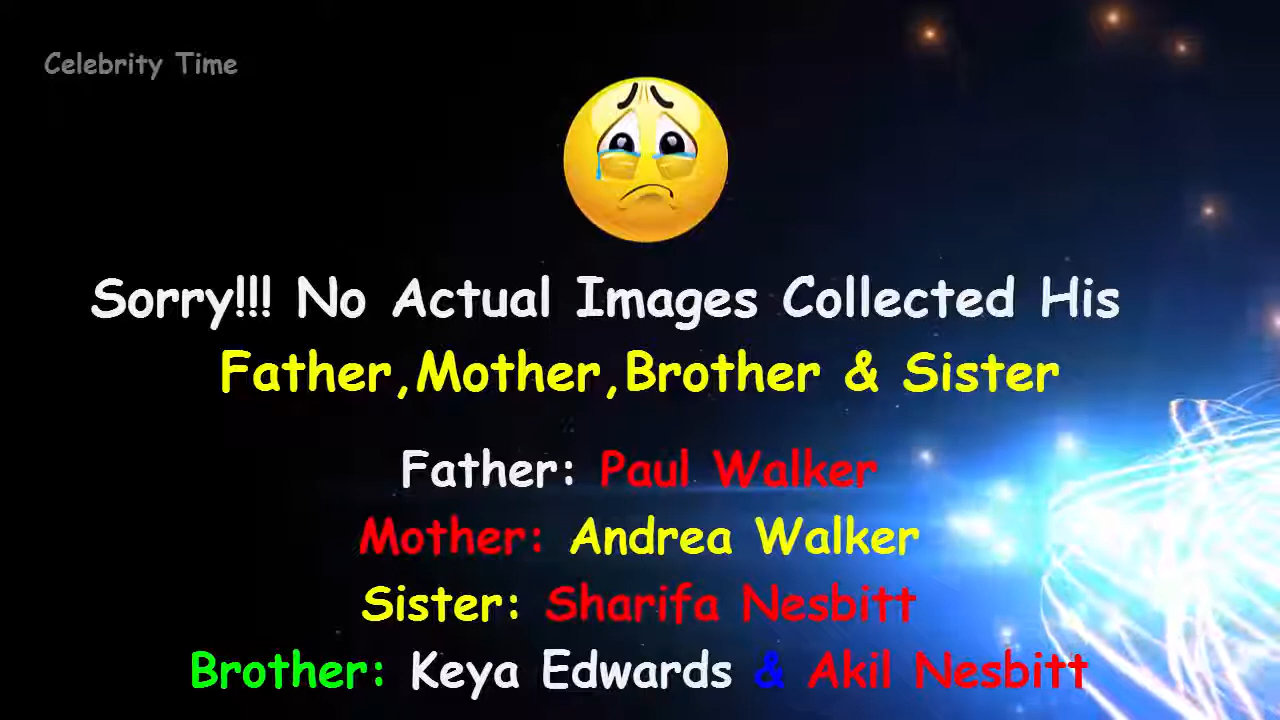 Celebrity Time
Sorry!!! No Actual Images Collected His
Father,Mother,Brother & Sister
Father: Paul Walker
Mother: Andrea Walker
Sister: Sharifa Nesbitt
Brother: Keya Edwards & Akil Nesbitt